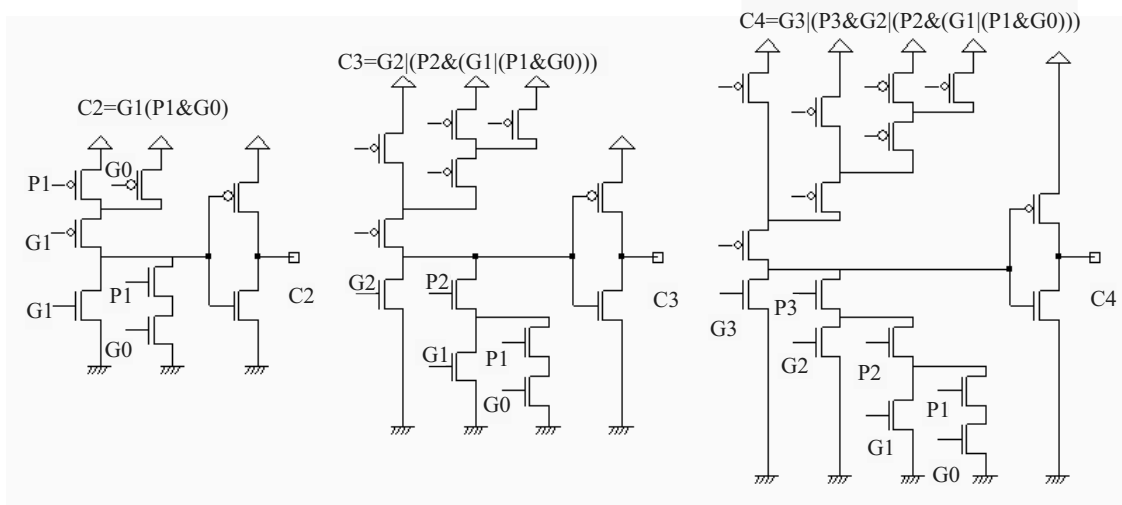 C4=G3|(P3&G2|(P2&(G1|(P1&G0)))
C3=G2|(P2&(G1|(P1&G0)))
C2=G1(P1&G0)
P1
G0
G1
G1
P1
G0
C2
G2
P2
G1
P1
G0
C3
G3
P3
G2
P2
G1
P1
G0
C4